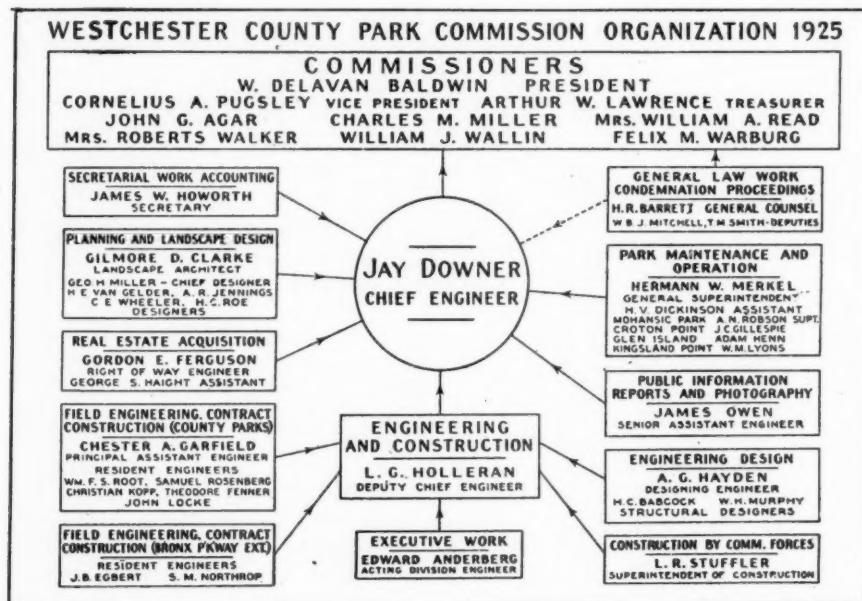 WESTCHESTER COUNTY PARK COMMISSION ORGANIZATION 1925
COMMISSIONERS
W. DELAVAN BALDWIN PRESIDENT
CORNELIUS A. PUGSLEY VICE PRESIDENT ARTHUR W. LAWRENCE TREASURER
JOHN G. AGAR CHARLES M. MILLER MRS. WILLIAM A. READ
MRS. ROBERTS WALKER WILLIAM J. WALLIN FELIX M. WARBURG
SECRETARIAL WORK ACCOUNTING
JAMES W. HOWORTH
SECRETARY
PLANNING AND LANDSCAPE DESIGN
GILMORE D. CLARKE
LANDSCAPE ARCHITECT
GEO. H. MILLER - CHIEF DESIGNER
H. E. VAN GELDER, A. R. JENNINGS
C. E. WHEELER, H. C. ROE
DESIGNERS
REAL ESTATE ACQUISITION
GORDON E. FERGUSON
RIGHT OF WAY ENGINEER
GEORGE S. HAIGHT ASSISTANT
FIELD ENGINEERING, CONTRACT
CONSTRUCTION (COUNTY PARKS)
CHESTER A. GARFIELD
PRINCIPAL ASSISTANT ENGINEER
RESIDENT ENGINEERS
WM. F. S. ROOT, SAMUEL ROSENBERG
CHRISTIAN KOPP, THEODORE FENNER
JOHN LOCKE
FIELD ENGINEERING, CONTRACT
CONSTRUCTION (BRONX P'KWAY EXT.)
RESIDENT ENGINEERS
J. B. EGBERT S. M. NORTHROP
JAY DOWNER
CHIEF ENGINEER
ENGINEERING
AND CONSTRUCTION
L. G. HOLLERAN
DEPUTY CHIEF ENGINEER
EXECUTIVE WORK
EDWARD ANDERBERG
ACTING DIVISION ENGINEER
GENERAL LAW WORK
CONDEMNATION PROCEEDINGS
H. R. BARRETT GENERAL COUNSEL
W. B. J. MITCHELL, T. M. SMITH - DEPUTIES
PARK MAINTENANCE AND
OPERATION
HERMANN W. MERKEL
GENERAL SUPERINTENDENT
H. V. DICKINSON ASSISTANT
MOHANSIC PARK A. N. ROBSON SUPT.
CROTON POINT J. C. GILLESPIE
GLEN ISLAND ADAM HENN
KINGSLAND POINT W. M. LYONS
PUBLIC INFORMATION
REPORTS AND PHOTOGRAPHY
JAMES OWEN
SENIOR ASSISTANT ENGINEER
ENGINEERING DESIGN
A. G. HAYDEN
DESIGNING ENGINEER
H. C. BABCOCK W. H. MURPHY
STRUCTURAL DESIGNERS
CONSTRUCTION BY COMM. FORCES
L. R. STUFFLER
SUPERINTENDENT OF CONSTRUCTION